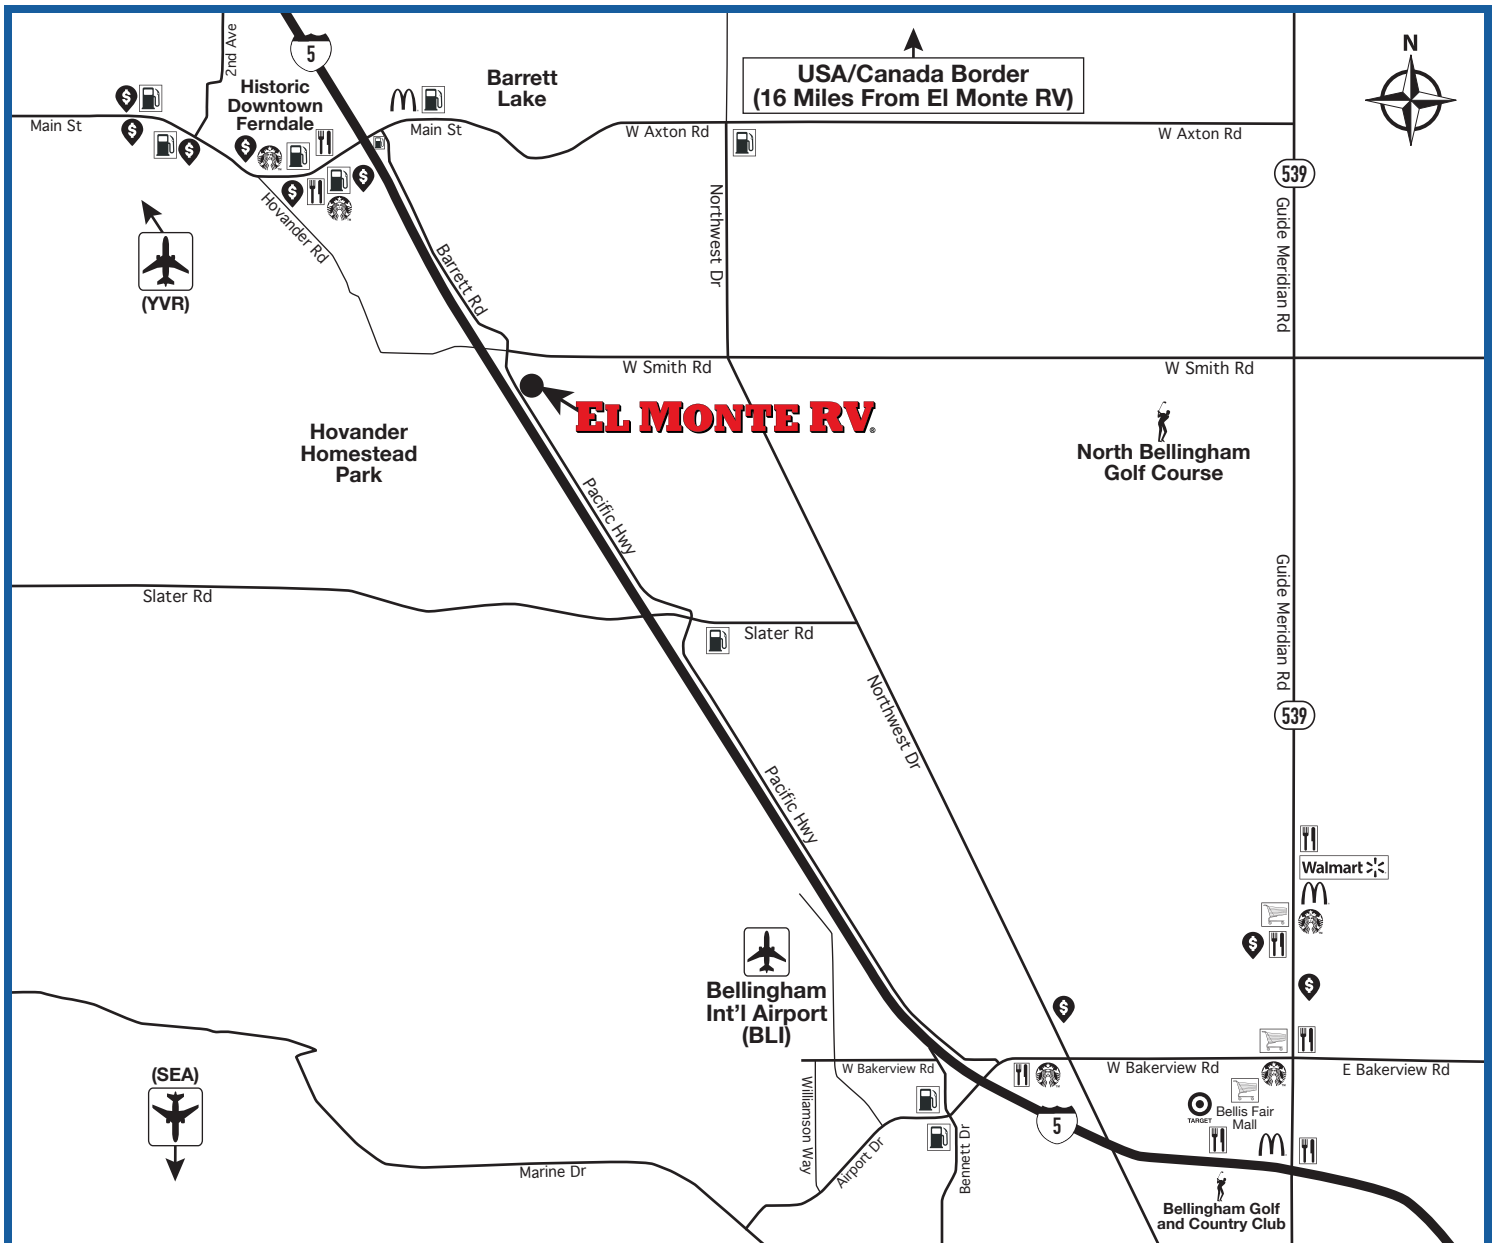 2nd Ave
5
Historic
Downtown
Ferndale
Barrett
Lake
USA/Canada Border
(16 Miles From El Monte RV)
N
Main St
Main St
W Axton Rd
W Axton Rd
539
Hovander Rd
Northwest Dr
Guide Meridian Rd
Barrett Rd
(YVR)
W Smith Rd
W Smith Rd
EL MONTE RV®
Hovander
Homestead
Park
North Bellingham
Golf Course
Pacific Hwy
Slater Rd
Slater Rd
Guide Meridian Rd
Northwest Dr
539
Pacific Hwy
Walmart
Bellingham
Int'l Airport
(BLI)
(SEA)
W Bakerview Rd
W Bakerview Rd
E Bakerview Rd
Williamson Way
TARGET
Bellis Fair
Mall
5
Airport Dr
Bennett Dr
Marine Dr
Bellingham Golf
and Country Club